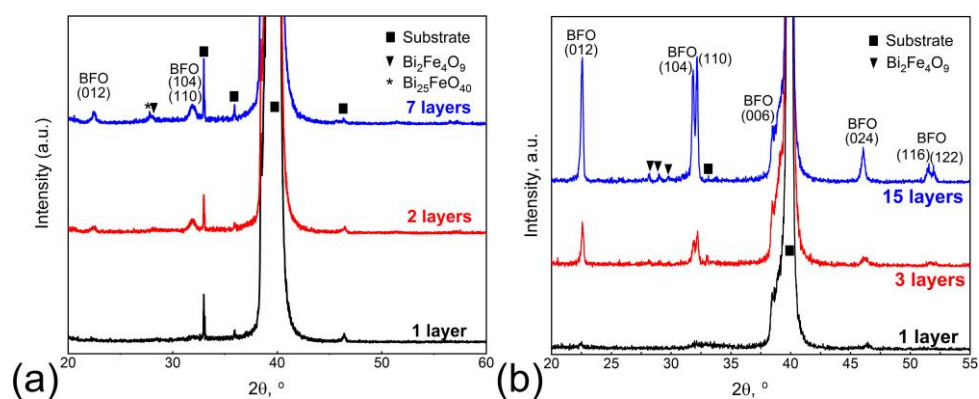 ■ Substrate
▼ Bi₂Fe₄O₉
* Bi₂₅FeO₄₀
BFO
(012)
BFO
(104)
(110)
*
7 layers
2 layers
1 layer
Intensity (a.u.)
20 30 40 50 60
2θ, °
(a)
■ Substrate
▼ Bi₂Fe₄O₉
BFO
(012)
BFO
(104)
(110)
BFO
(006)
BFO
(024)
BFO
(116)
(122)
15 layers
3 layers
1 layer
Intensity, a.u.
20 25 30 35 40 45 50 55
2θ, °
(b)